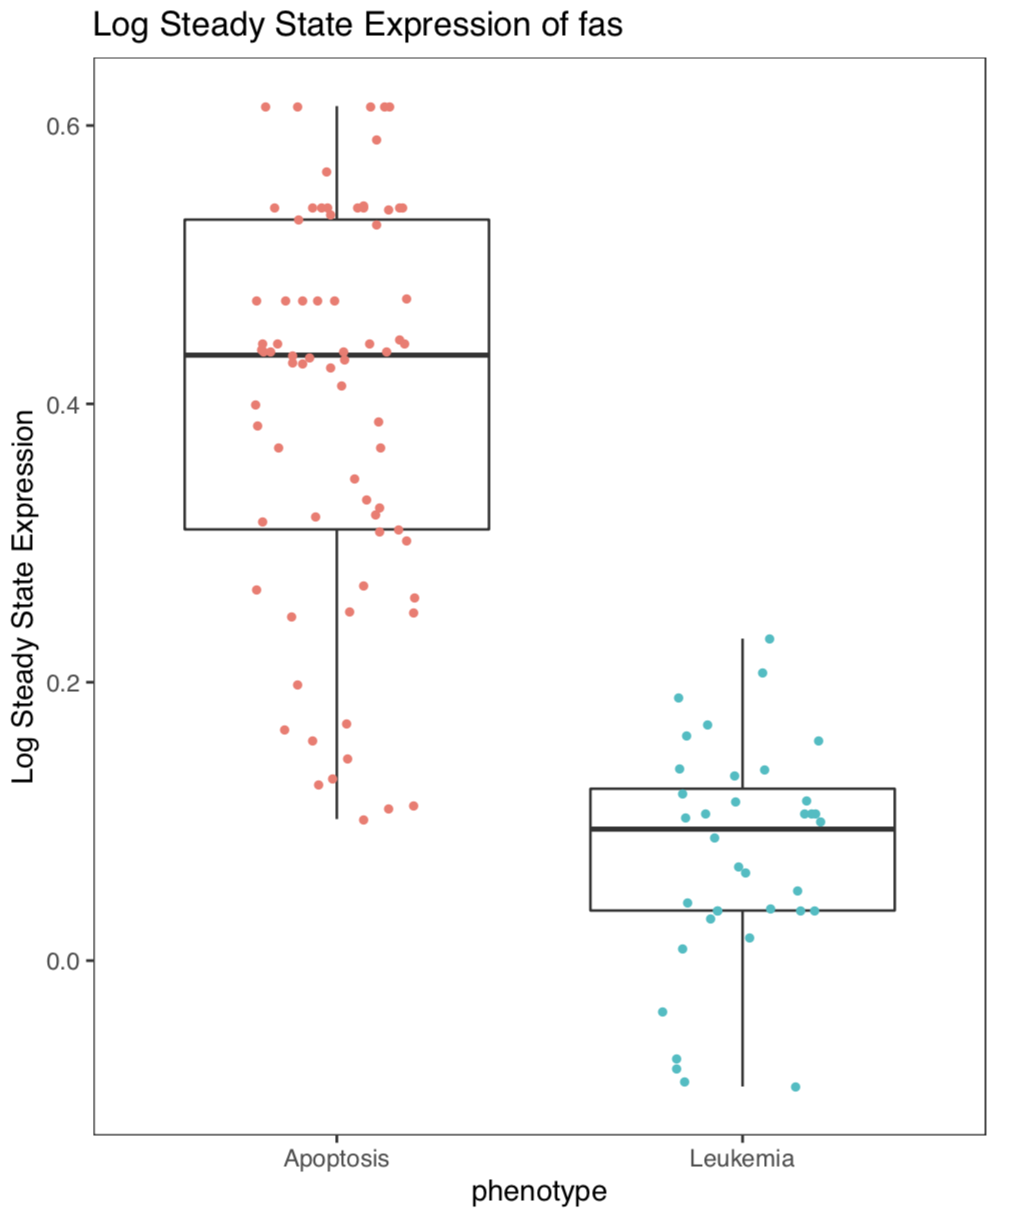 Log Steady State Expression of fas
Log Steady State Expression
0.6
0.4
0.2
0.0
Apoptosis
Leukemia
phenotype